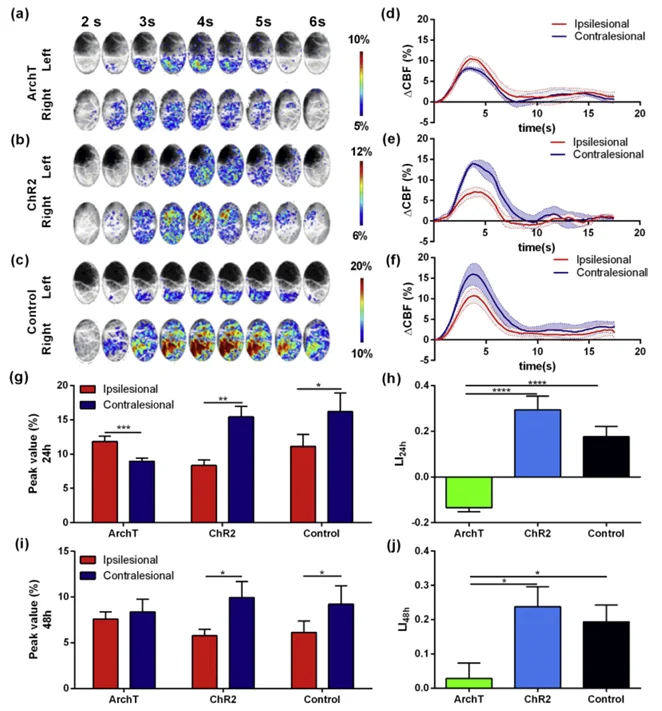 (a)
2 s 3s 4s 5s 6s
ArchT
Left
Right
10%
5%
(b)
ChR2
Left
Right
12%
6%
(c)
Control
Left
Right
20%
10%
(d)
Ipsilesional
Contralesional
ΔCBF (%)
20
15
10
5
0
-5
0 5 10 15 20
time(s)
(e)
Ipsilesional
Contralesional
ΔCBF (%)
20
15
10
5
0
-5
5 10 15 20
time(s)
(f)
Ipsilesional
Contralesional
ΔCBF (%)
20
15
10
5
0
-5
5 10 15 20
time(s)
(g)
Ipsilesional
Contralesional
Peak value (%)
24h
20
15
10
5
0
***
**
*
ArchT ChR2 Control
(h)
LI24h
0.4
0.2
0.0
-0.2
****
****
ArchT ChR2 Control
(i)
Ipsilesional
Contralesional
Peak value (%)
48h
15
10
5
0
*
*
ArchT ChR2 Control
(j)
LI48h
0.4
0.3
0.2
0.1
0.0
*
*
ArchT ChR2 Control